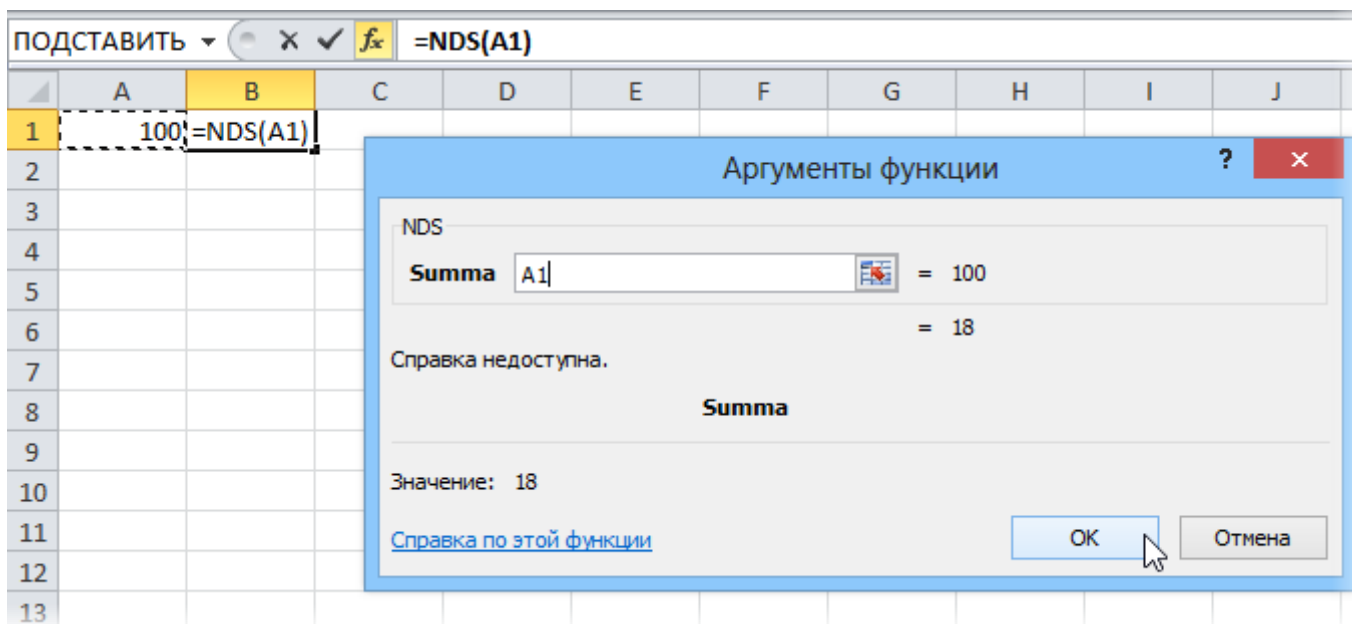 ПОДСТАВИТЬ fx =NDS(A1)
A B C D E F G H I J
1 100 =NDS(A1)
2 Аргументы функции ? x
3 NDS
4 Summa A1 = 100
5
6 = 18
7 Справка недоступна.
8 Summa
9
10 Значение: 18
11 Справка по этой функции OK Отмена
12
13